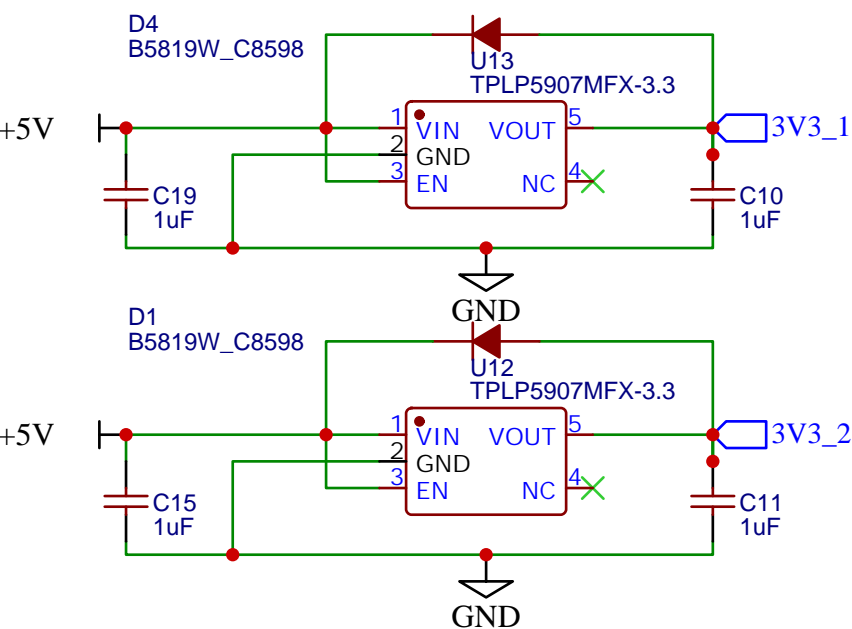 D4
B5819W_C8598
U13
TPLP5907MFX-3.3
+5V
1
VIN
VOUT
5
3V3_1
2
GND
3
EN
NC
4
C19
1uF
C10
1uF
GND
D1
B5819W_C8598
U12
TPLP5907MFX-3.3
+5V
1
VIN
VOUT
5
3V3_2
2
GND
3
EN
NC
4
C15
1uF
C11
1uF
GND